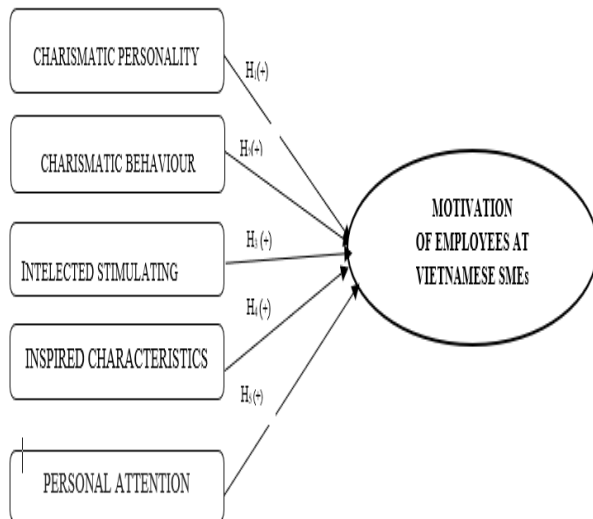 CHARISMATIC PERSONALITY
H1(+)
CHARISMATIC BEHAVIOUR
H2(+)
MOTIVATION
OF EMPLOYEES AT
VIETNAMESE SMEs
INTELECTED STIMULATING
H3 (+)
INSPIRED CHARACTERISTICS
H4 (+)
H5 (+)
PERSONAL ATTENTION